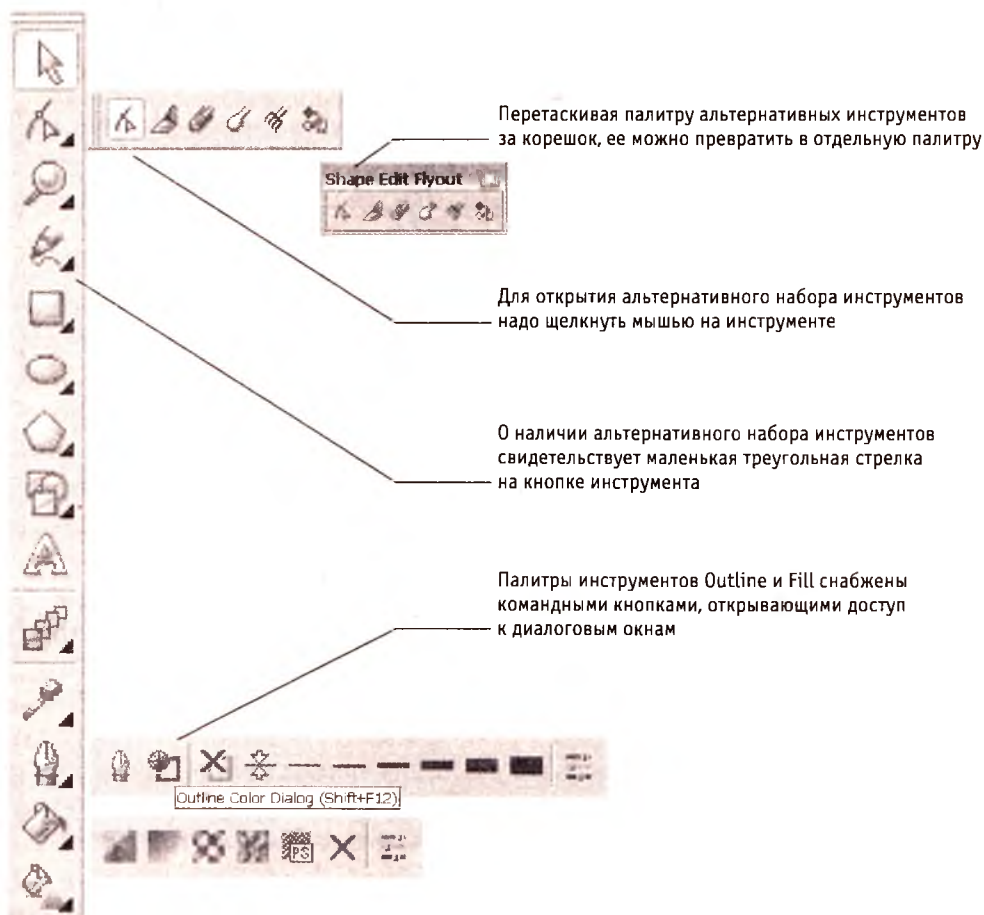 Перетаскивая палитру альтернативных инструментов
за корешок, ее можно превратить в отдельную палитру
Shape Edit Flyout
Для открытия альтернативного набора инструментов
надо щелкнуть мышью на инструменте
О наличии альтернативного набора инструментов
свидетельствует маленькая треугольная стрелка
на кнопке инструмента
Палитры инструментов Outline и Fill снабжены
командными кнопками, открывающими доступ
к диалоговым окнам
Outline Color Dialog (Shift+F12)
PS